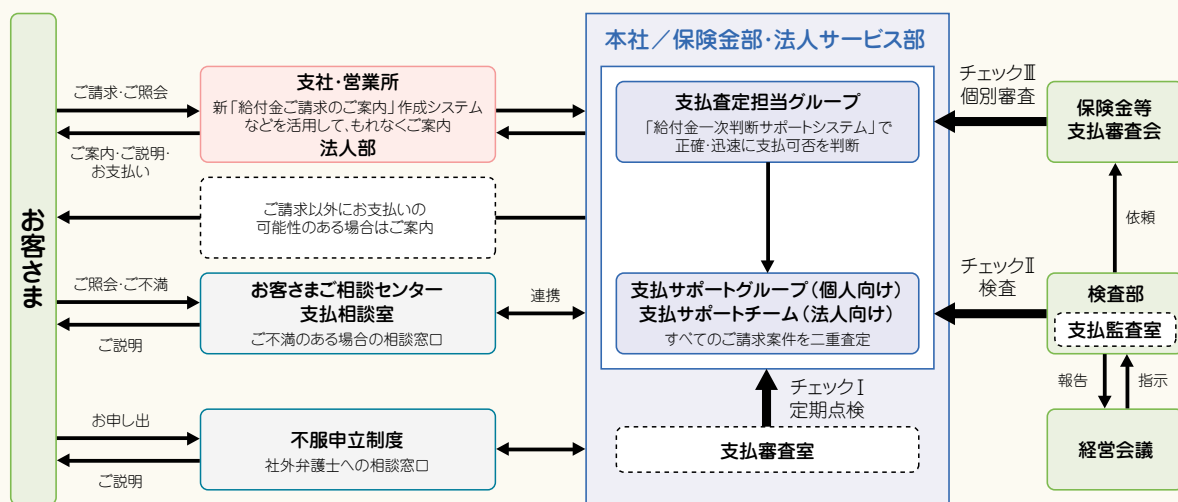 お客さま
ご請求・ご照会
ご案内・ご説明・
お支払い
支社・営業所
新「給付金ご請求のご案内」作成システム
などを活用して、もれなくご案内
法人部
ご請求以外にお支払いの
可能性のある場合はご案内
ご照会・ご不満
ご説明
お客さまご相談センター
支払相談室
ご不満のある場合の相談窓口
連携
お申し出
ご説明
不服申立制度
社外弁護士への相談窓口
本社／保険金部・法人サービス部
支払査定担当グループ
「給付金一次判断サポートシステム」で
正確・迅速に支払可否を判断
支払サポートグループ（個人向け）
支払サポートチーム（法人向け）
すべてのご請求案件を二重査定
チェックⅠ
定期点検
支払審査室
チェックⅢ
個別審査
保険金等
支払審査会
依頼
チェックⅡ
検査
検査部
支払監査室
報告
指示
経営会議